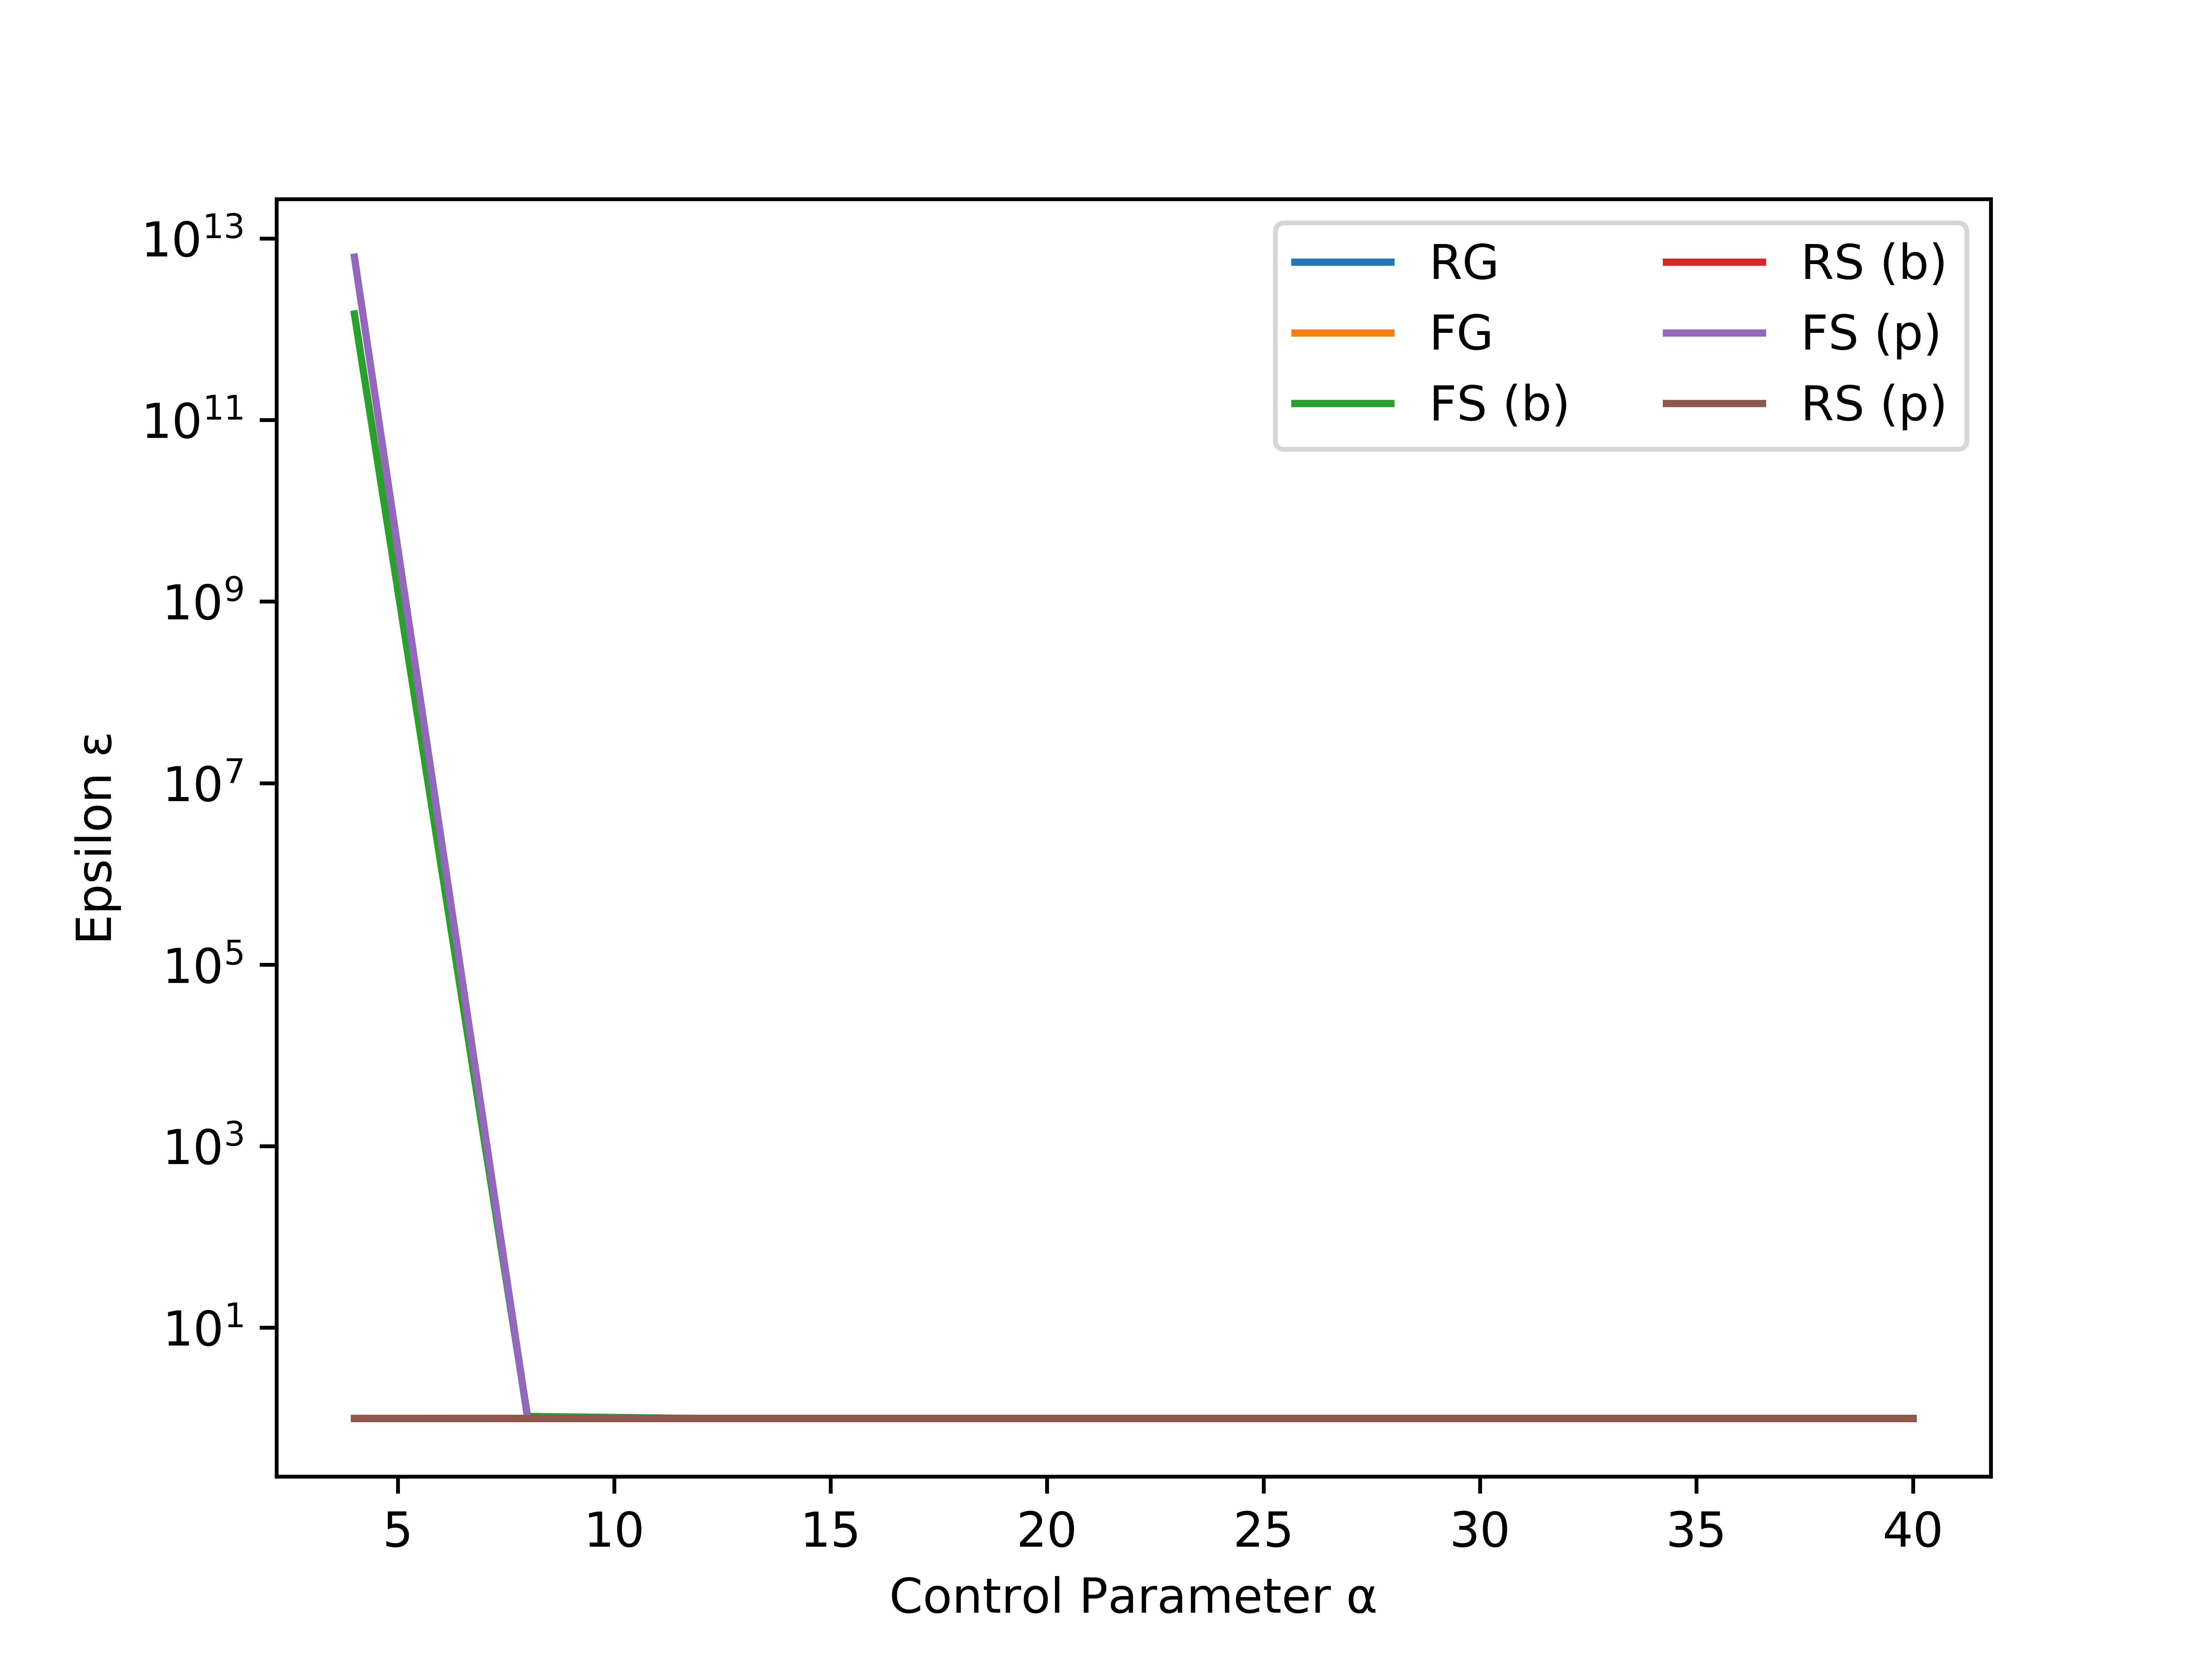 10^13
10^11
10^9
10^7
10^5
10^3
10^1
Epsilon ε
RG
FG
FS (b)
RS (b)
FS (p)
RS (p)
5 10 15 20 25 30 35 40
Control Parameter α